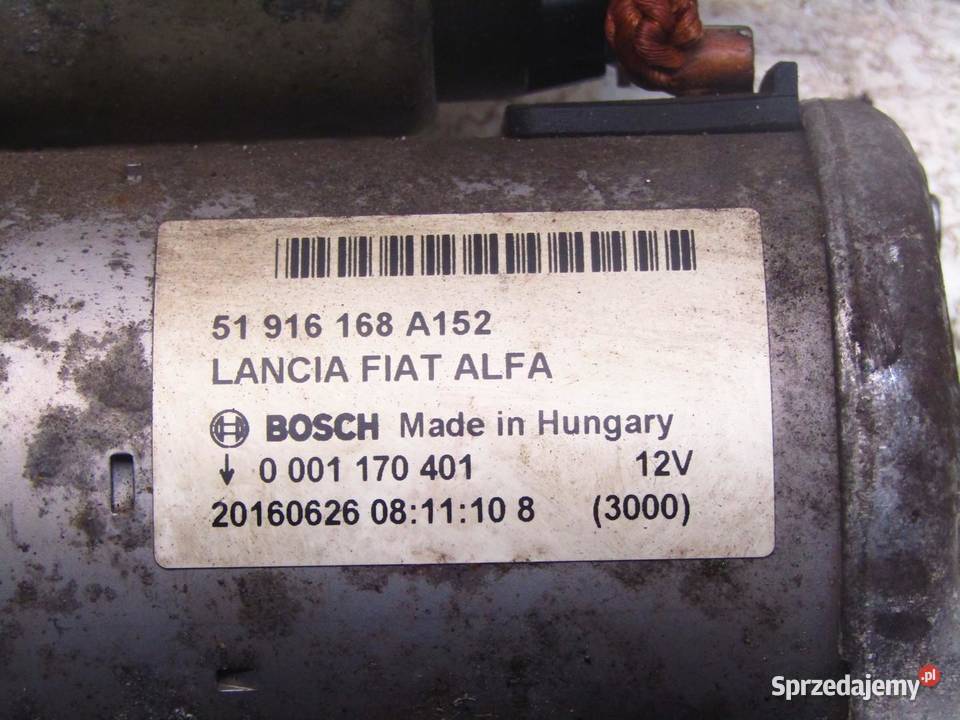 51 916 168 A152
LANCIA FIAT ALFA
BOSCH Made in Hungary
↓ 0 001 170 401 12V
20160626 08:11:10 8 (3000)
Sprzedajemy.pl